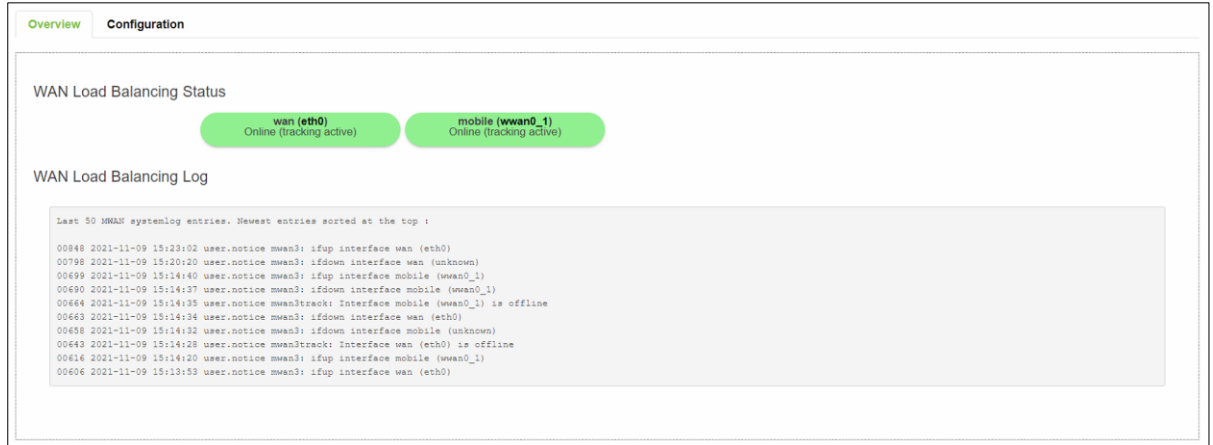 Overview Configuration
WAN Load Balancing Status
wan (eth0) mobile (wwan0_1)
Online (tracking active) Online (tracking active)
WAN Load Balancing Log
Last 50 MWAN systemlog entries. Newest entries sorted at the top :
00848 2021-11-09 15:23:02 user.notice mwan3: ifup interface wan (eth0)
00798 2021-11-09 15:20:20 user.notice mwan3: ifdown interface wan (unknown)
00699 2021-11-09 15:14:40 user.notice mwan3: ifup interface mobile (wwan0_1)
00690 2021-11-09 15:14:37 user.notice mwan3: ifdown interface mobile (wwan0_1)
00664 2021-11-09 15:14:35 user.notice mwan3track: Interface mobile (wwan0_1) is offline
00663 2021-11-09 15:14:34 user.notice mwan3: ifdown interface wan (eth0)
00658 2021-11-09 15:14:32 user.notice mwan3: ifdown interface mobile (unknown)
00643 2021-11-09 15:14:28 user.notice mwan3track: Interface wan (eth0) is offline
00616 2021-11-09 15:14:20 user.notice mwan3: ifup interface mobile (wwan0_1)
00606 2021-11-09 15:13:53 user.notice mwan3: ifup interface wan (eth0)